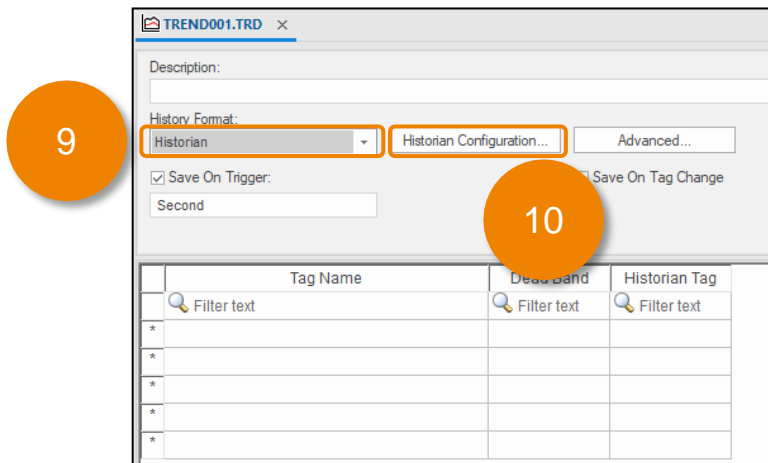 TREND001.TRD ×
Description:
History Format:
9
Historian
Historian Configuration...
Advanced...
Save On Trigger:
Save On Tag Change
Second
10
Tag Name
Dead Band
Historian Tag
Filter text
Filter text
Filter text
*
*
*
*
*